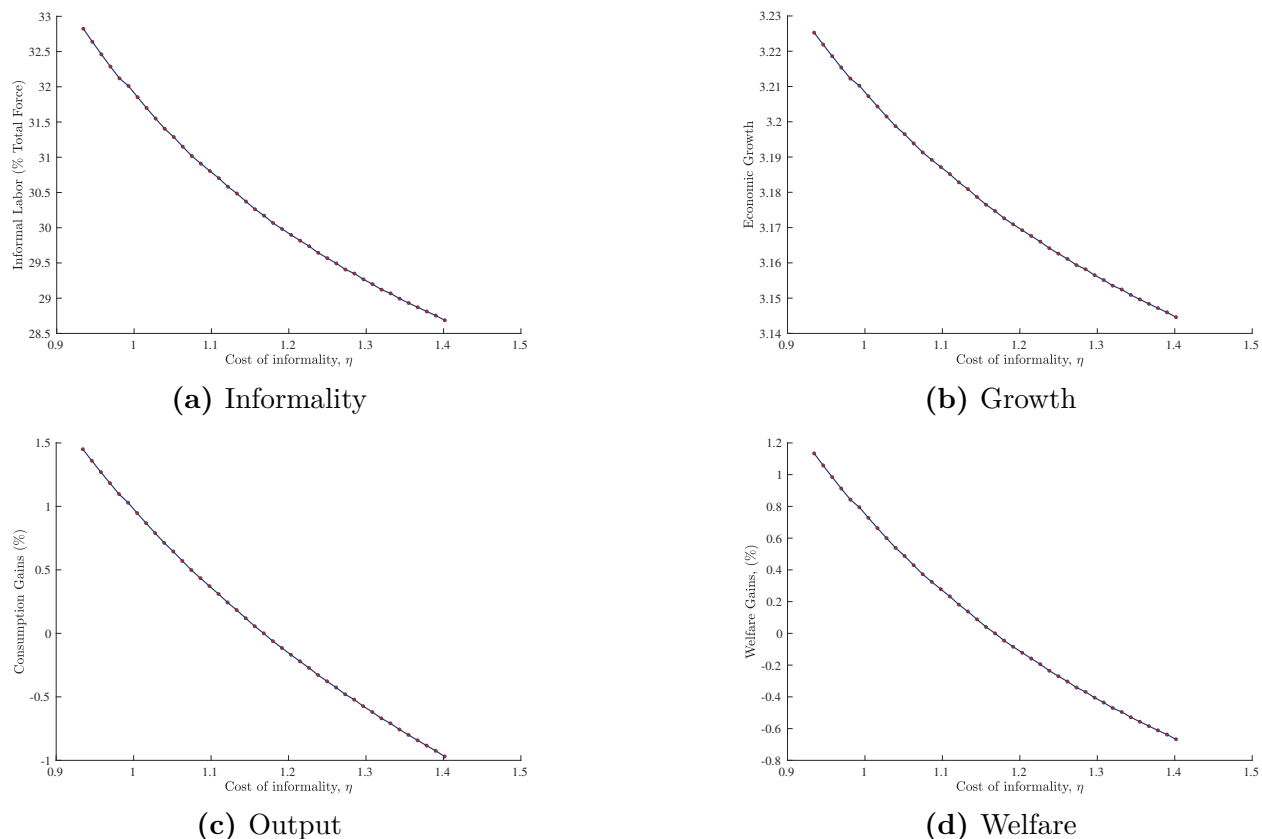 33
32.5
32
31.5
31
30.5
30
29.5
29
28.5
Informal Labor (% Total Force)
0.9 1 1.1 1.2 1.3 1.4 1.5
Cost of informality, η
(a) Informality
3.23
3.22
3.21
3.2
3.19
3.18
3.17
3.16
3.15
3.14
Economic Growth
0.9 1 1.1 1.2 1.3 1.4 1.5
Cost of informality, η
(b) Growth
1.5
1
0.5
0
-0.5
-1
Consumption Gains (%)
0.9 1 1.1 1.2 1.3 1.4 1.5
Cost of informality, η
(c) Output
1.2
1
0.8
0.6
0.4
0.2
0
-0.2
-0.4
-0.6
-0.8
Welfare Gains, (%)
0.9 1 1.1 1.2 1.3 1.4 1.5
Cost of informality, η
(d) Welfare